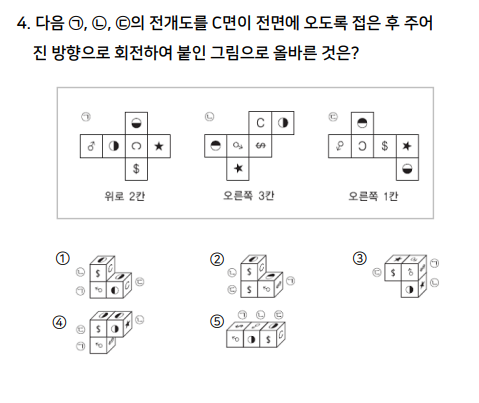 4. 다음 ㉠, ㉡, ㉢의 전개도를 C면이 전면에 오도록 접은 후 주어
진 방향으로 회전하여 붙인 그림으로 올바른 것은?
㉠ ㉡ ㉢
C
♂ C ★ ♂ $ ♂ C $ ★
$ ★
위로 2칸 오른쪽 3칸 오른쪽 1칸
① ② ③
㉡ $ C ㉡ $ C ㉢ $ ♂ ㉠
㉠ ♂ C ㉢ ㉢ $ ♂ ㉠ ★ ㉡
④ ⑤ ㉠ ㉡ ㉢
㉢ $ ★ ㉡ $
㉠ ♂ ♂ $ C